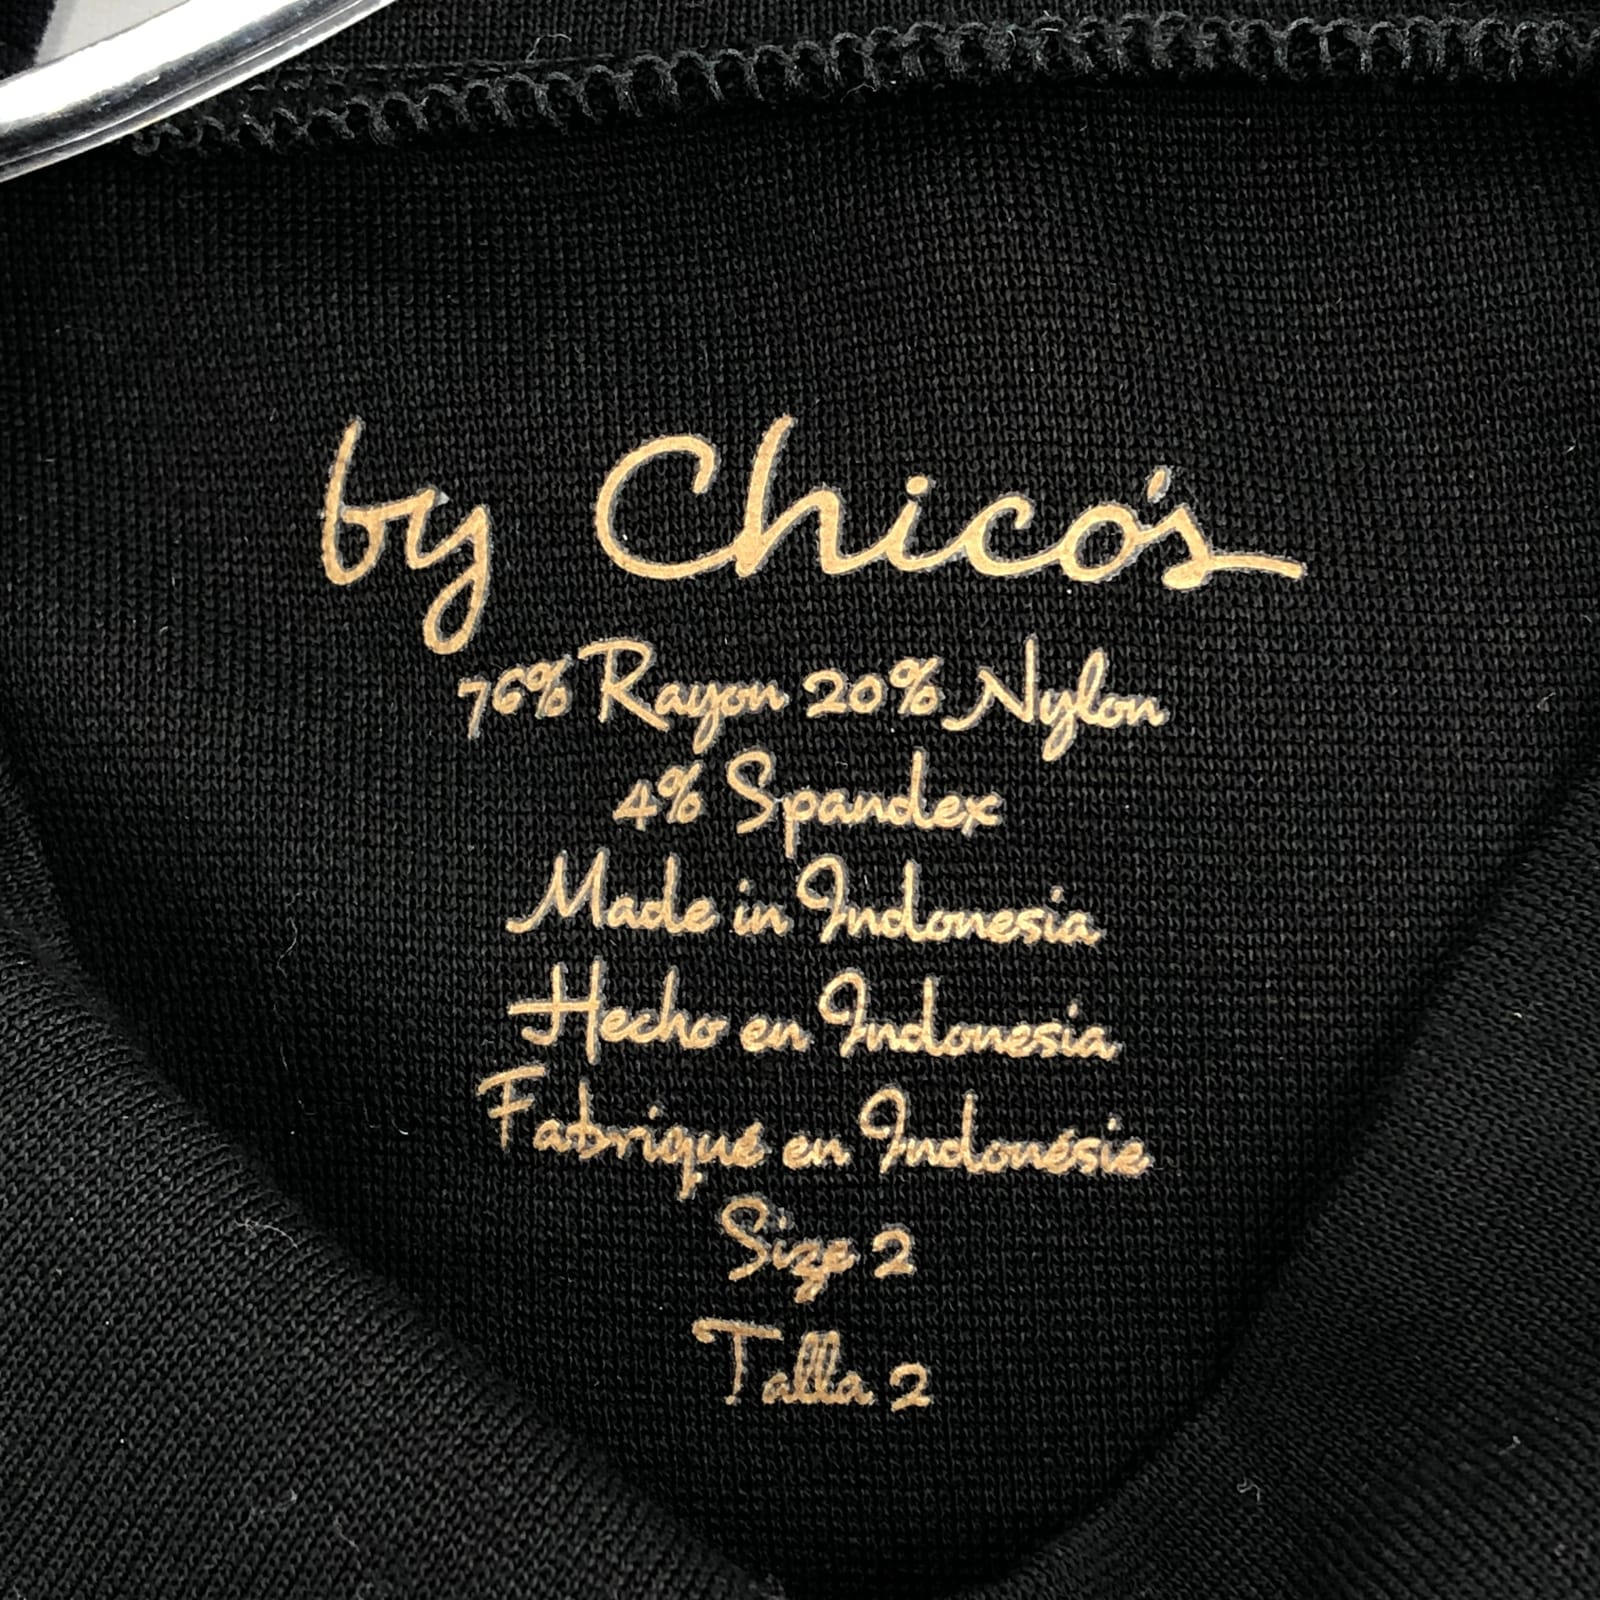 by Chico's
76% Rayon 20% Nylon
4% Spandex
Made in Indonesia
Hecho en Indonesia
Fabriqué en Indonésie
Size 2
Talla 2